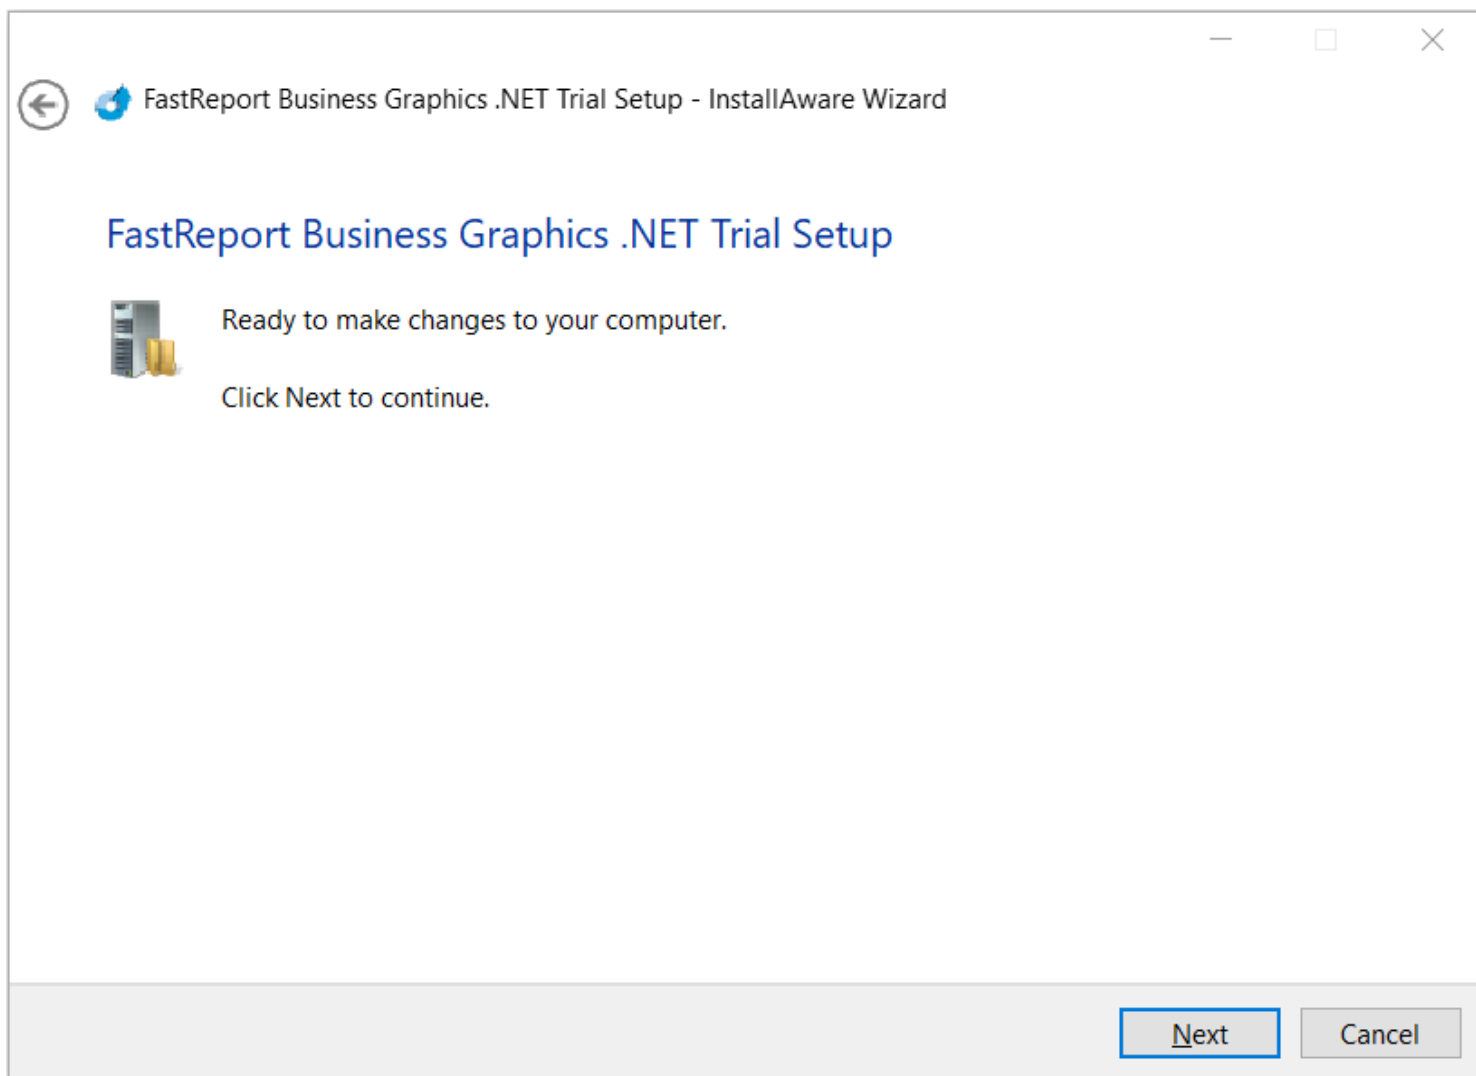 FastReport Business Graphics .NET Trial Setup - InstallAware Wizard
FastReport Business Graphics .NET Trial Setup
Ready to make changes to your computer.
Click Next to continue.
Next
Cancel